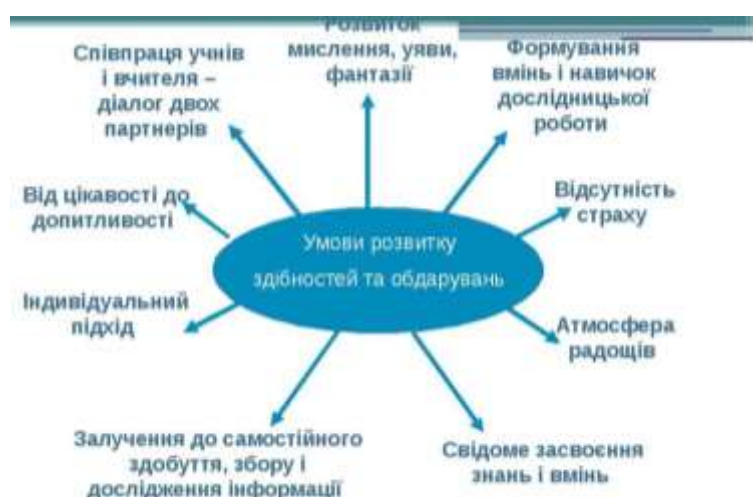 Розвиток
мислення, уяви,
фантазії
Співпраця учнів
і вчителя –
діалог двох
партнерів
Формування
вмінь і навичок
дослідницької
роботи
Від цікавості до
допитливості
Відсутність
страху
Умови розвитку
здібностей та обдарувань
Індивідуальний
підхід
Атмосфера
радощів
Залучення до самостійного
здобуття, збору і
дослідження інформації
Свідоме засвоєння
знань і вмінь